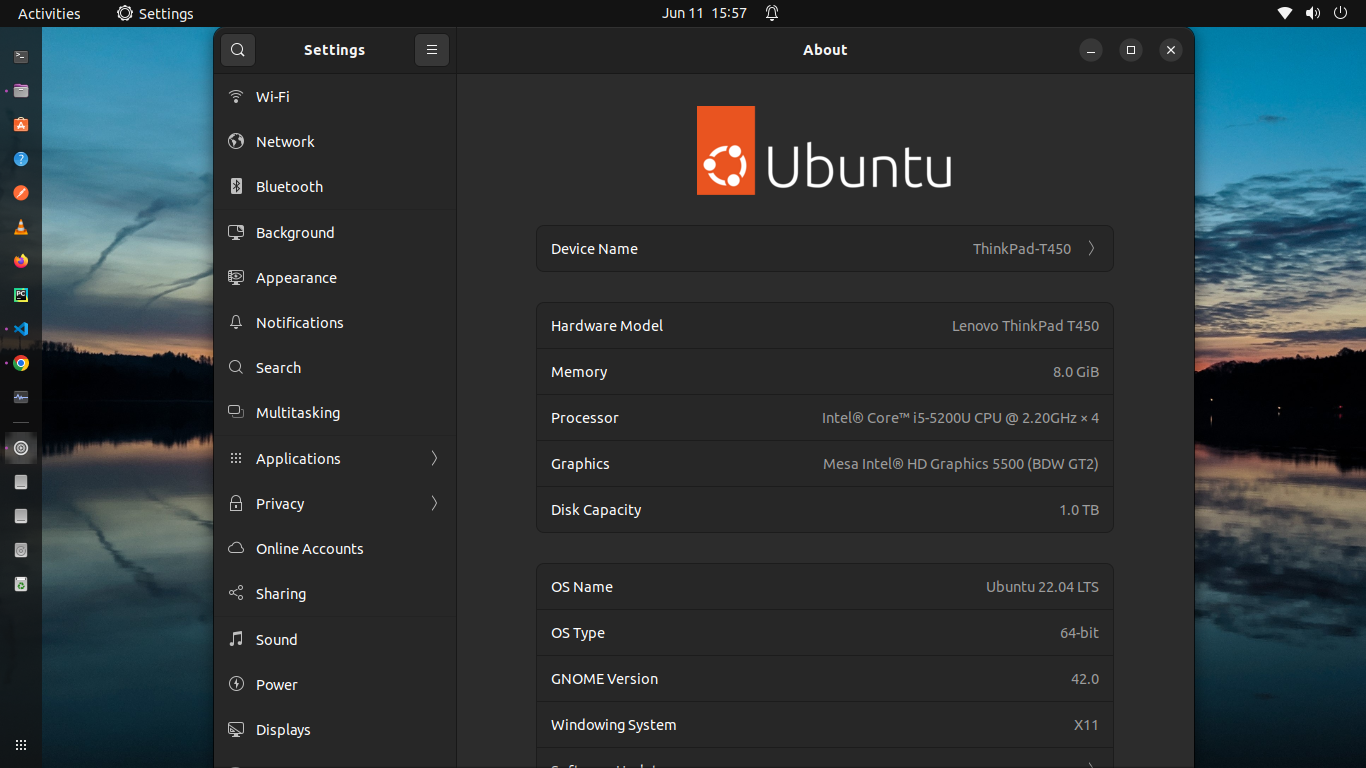 Activities Settings Jun 11 15:57
Settings About
Wi-Fi
Network
Bluetooth
Background
Appearance
Notifications
Search
Multitasking
Applications
Privacy
Online Accounts
Sharing
Sound
Power
Displays
Ubuntu
Device Name ThinkPad-T450
Hardware Model Lenovo ThinkPad T450
Memory 8.0 GiB
Processor Intel® Core™ i5-5200U CPU @ 2.20GHz × 4
Graphics Mesa Intel® HD Graphics 5500 (BDW GT2)
Disk Capacity 1.0 TB
OS Name Ubuntu 22.04 LTS
OS Type 64-bit
GNOME Version 42.0
Windowing System X11